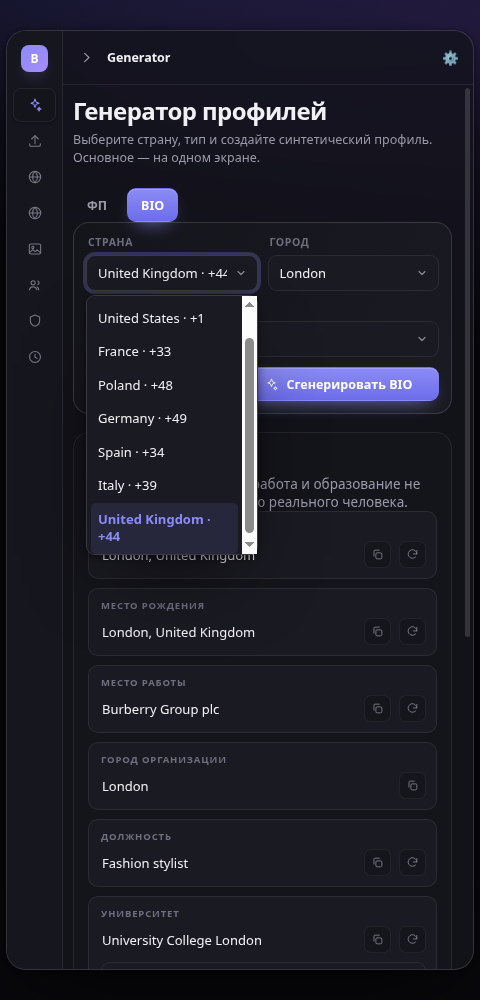 B
Generator
Генератор профилей
Выберите страну, тип и создайте синтетический профиль.
Основное — на одном экране.
ФП
BIO
СТРАНА
ГОРОД
United Kingdom · +44
London
United States · +1
France · +33
Poland · +48
Germany · +49
Spain · +34
Italy · +39
United Kingdom ·
+44
Сгенерировать BIO
работа и образование не
реального человека.
London, United Kingdom
МЕСТО РОЖДЕНИЯ
London, United Kingdom
МЕСТО РАБОТЫ
Burberry Group plc
ГОРОД ОРГАНИЗАЦИИ
London
ДОЛЖНОСТЬ
Fashion stylist
УНИВЕРСИТЕТ
University College London